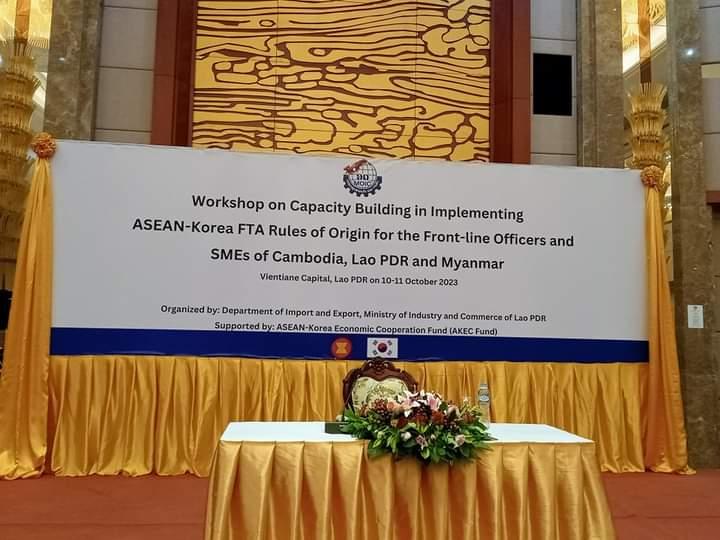 MOIC
Workshop on Capacity Building in Implementing
ASEAN-Korea FTA Rules of Origin for the Front-line Officers and
SMEs of Cambodia, Lao PDR and Myanmar
Vientiane Capital, Lao PDR on 10-11 October 2023
Organized by: Department of Import and Export, Ministry of Industry and Commerce of Lao PDR
Supported by: ASEAN-Korea Economic Cooperation Fund (AKEC Fund)